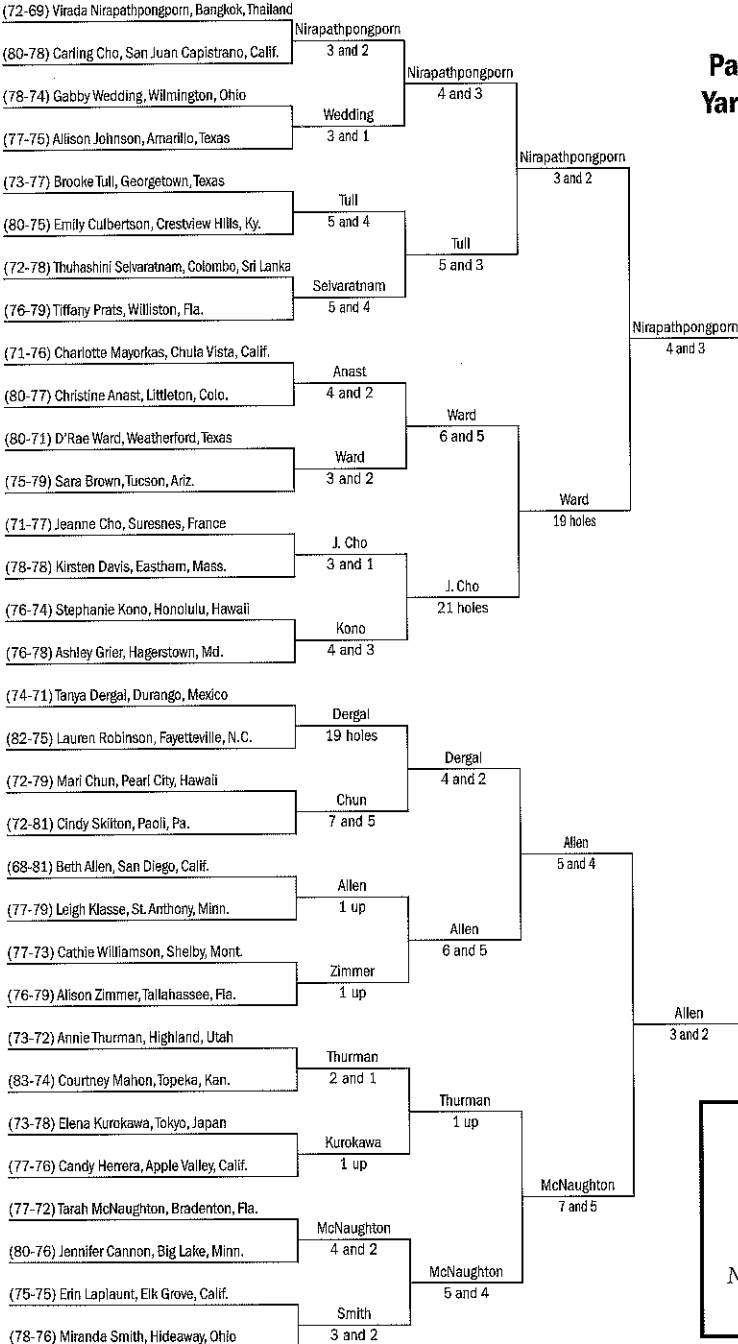 (72-69) Virada Nirapathpongporn, Bangkok, Thailand
Nirapathpongporn
3 and 2
(80-78) Carling Cho, San Juan Capistrano, Calif.
Nirapathpongporn
4 and 3
(78-74) Gabby Wedding, Wilmington, Ohio
Wedding
3 and 1
(77-75) Allison Johnson, Amarillo, Texas
Nirapathpongporn
3 and 2
(73-77) Brooke Tull, Georgetown, Texas
Tull
5 and 4
(80-75) Emily Culbertson, Crestview Hills, Ky.
Tull
5 and 3
(72-78) Thuhashini Selvaratnam, Colombo, Sri Lanka
Selvaratnam
5 and 4
(76-79) Tiffany Prats, Williston, Fla.
Nirapathpongporn
4 and 3
(71-76) Charlotte Mayorkas, Chula Vista, Calif.
Anast
4 and 2
(80-77) Christine Anast, Littleton, Colo.
Ward
6 and 5
(80-71) D'Rae Ward, Weatherford, Texas
Ward
3 and 2
(75-79) Sara Brown, Tucson, Ariz.
Ward
19 holes
(71-77) Jeanne Cho, Suresnes, France
J. Cho
3 and 1
(78-78) Kirsten Davis, Eastham, Mass.
J. Cho
21 holes
(76-74) Stephanie Kono, Honolulu, Hawaii
Kono
4 and 3
(76-78) Ashley Grier, Hagerstown, Md.
(74-71) Tanya Dergal, Durango, Mexico
Dergal
19 holes
(82-75) Lauren Robinson, Fayetteville, N.C.
Dergal
4 and 2
(72-79) Mari Chun, Pearl City, Hawaii
Chun
7 and 5
(72-81) Cindy Skilton, Paoli, Pa.
Allen
5 and 4
(68-81) Beth Allen, San Diego, Calif.
Allen
1 up
(77-79) Leigh Klasse, St. Anthony, Minn.
Allen
6 and 5
(77-73) Cathie Williamson, Shelby, Mont.
Zimmer
1 up
(76-79) Alison Zimmer, Tallahassee, Fla.
Allen
3 and 2
(73-72) Annie Thurman, Highland, Utah
Thurman
2 and 1
(83-74) Courtney Mahon, Topeka, Kan.
Thurman
1 up
(73-78) Elena Kurokawa, Tokyo, Japan
Kurokawa
1 up
(77-76) Candy Herrera, Apple Valley, Calif.
McNaughton
7 and 5
(77-72) Tarah McNaughton, Bradenton, Fla.
McNaughton
4 and 2
(80-76) Jennifer Cannon, Big Lake, Minn.
McNaughton
5 and 4
(75-75) Erin Laplaunt, Elk Grove, Calif.
Smith
3 and 2
(78-76) Miranda Smith, Hideaway, Ohio
Pa
Yar